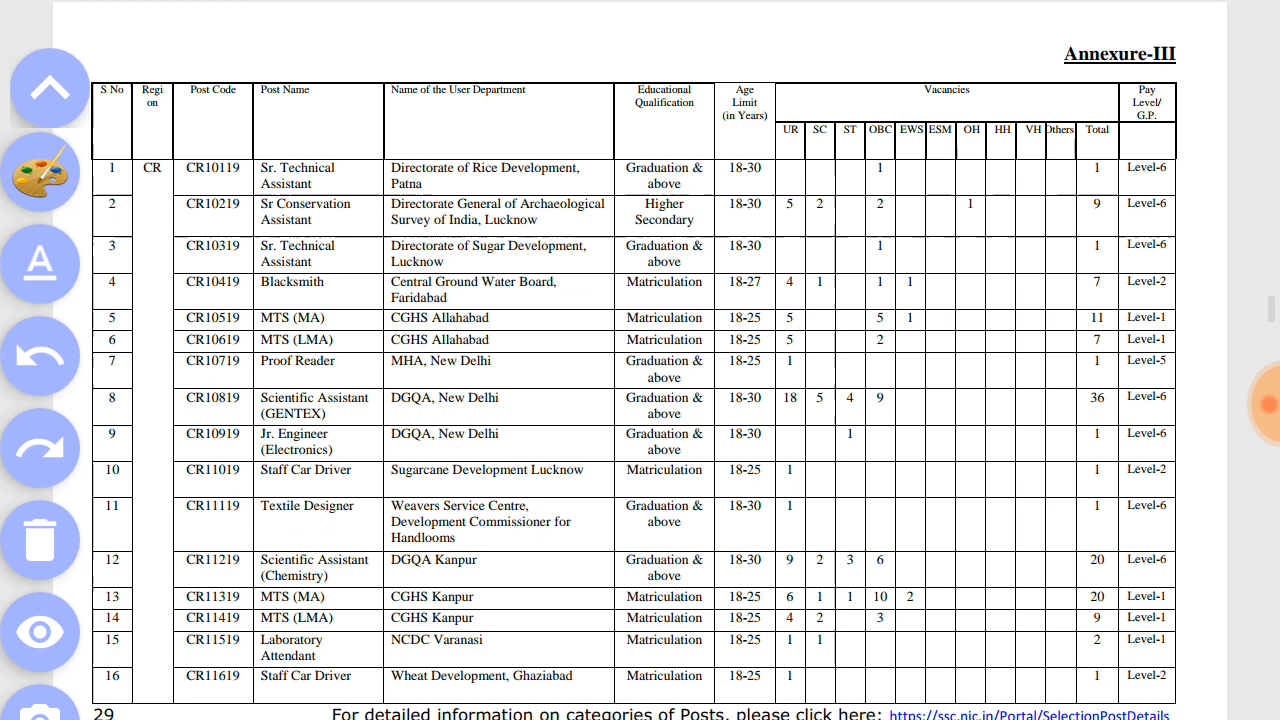 Annexure-III
S No Regi on Post Code Post Name Name of the User Department Educational Qualification Age Limit (in Years) Vacancies Pay Level/ G.P.
UR SC ST OBC EWS ESM OH HH VH Others Total
1 CR CR10119 Sr. Technical Assistant Directorate of Rice Development, Patna Graduation & above 18-30 1 1 Level-6
2 CR10219 Sr Conservation Assistant Directorate General of Archaeological Survey of India, Lucknow Higher Secondary 18-30 5 2 2 1 9 Level-6
3 CR10319 Sr. Technical Assistant Directorate of Sugar Development, Lucknow Graduation & above 18-30 1 1 Level-6
4 CR10419 Blacksmith Central Ground Water Board, Faridabad Matriculation 18-27 4 1 1 1 7 Level-2
5 CR10519 MTS (MA) CGHS Allahabad Matriculation 18-25 5 5 1 11 Level-1
6 CR10619 MTS (LMA) CGHS Allahabad Matriculation 18-25 5 2 7 Level-1
7 CR10719 Proof Reader MHA, New Delhi Graduation & above 18-25 1 1 Level-5
8 CR10819 Scientific Assistant (GENTEX) DGQA, New Delhi Graduation & above 18-30 18 5 4 9 36 Level-6
9 CR10919 Jr. Engineer (Electronics) DGQA, New Delhi Graduation & above 18-30 1 1 Level-6
10 CR11019 Staff Car Driver Sugarcane Development Lucknow Matriculation 18-25 1 1 Level-2
11 CR11119 Textile Designer Weavers Service Centre, Development Commissioner for Handlooms Graduation & above 18-30 1 1 Level-6
12 CR11219 Scientific Assistant (Chemistry) DGQA Kanpur Graduation & above 18-30 9 2 3 6 20 Level-6
13 CR11319 MTS (MA) CGHS Kanpur Matriculation 18-25 6 1 1 10 2 20 Level-1
14 CR11419 MTS (LMA) CGHS Kanpur Matriculation 18-25 4 2 3 9 Level-1
15 CR11519 Laboratory Attendant NCDC Varanasi Matriculation 18-25 1 1 2 Level-1
16 CR11619 Staff Car Driver Wheat Development, Ghaziabad Matriculation 18-25 1 1 Level-2
29 For detailed information on categories of Posts, please click here: https://ssc.nic.in/Portal/SelectionPostDetails
A